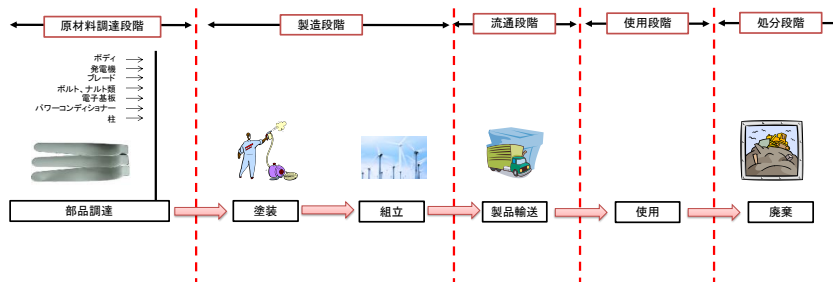 原材料調達段階
製造段階
流通段階
使用段階
処分段階
ボディ
発電機
ブレード
ボルト、ナルト類
電子基板
パワーコンディショナー
柱
部品調達
塗装
組立
製品輸送
使用
廃棄